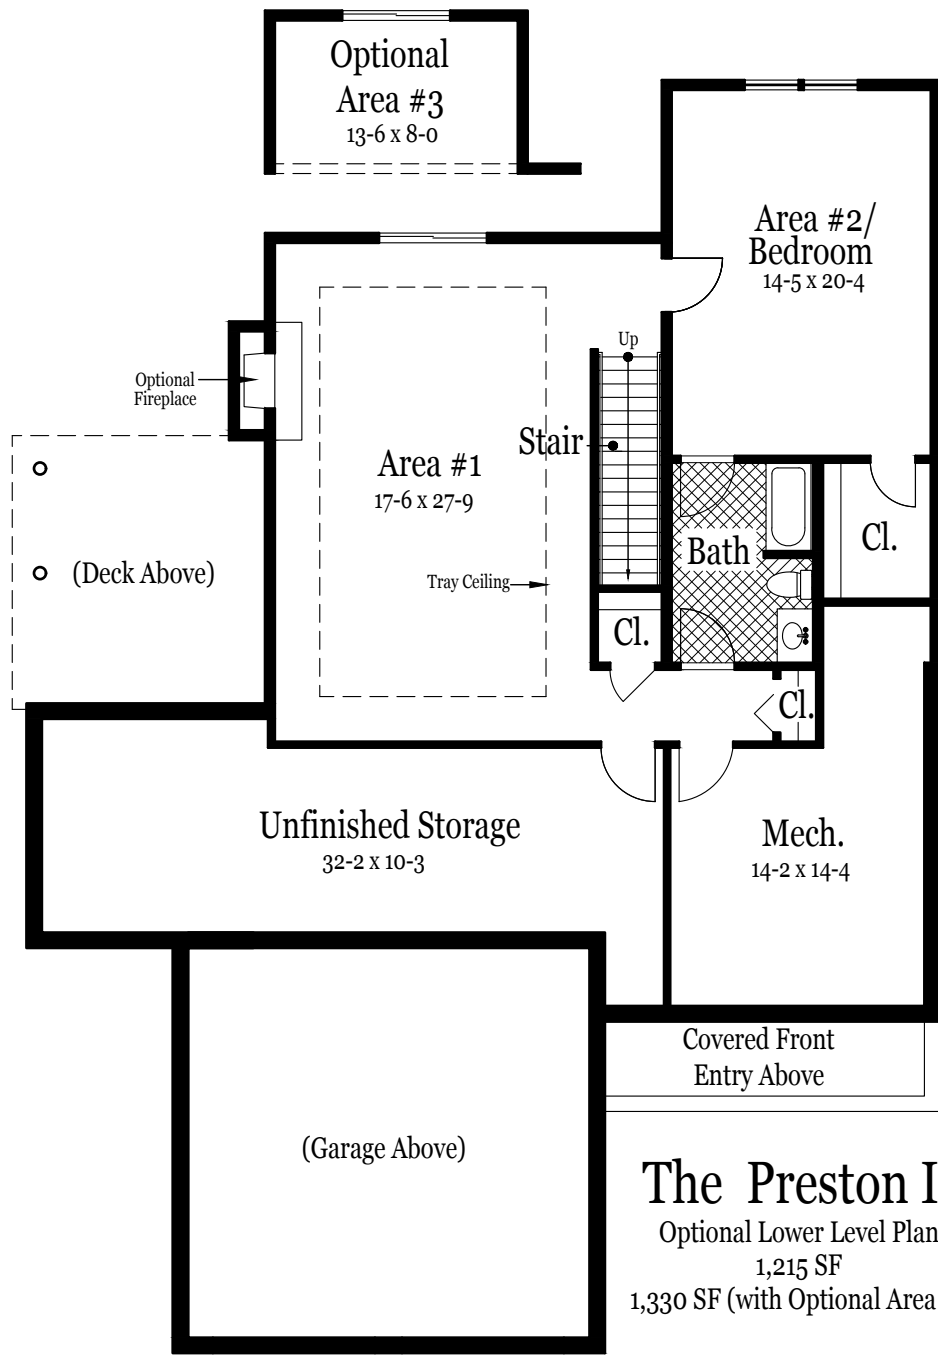 Optional
Area #3
13-6 x 8-0
Area #2/
Bedroom
14-5 x 20-4
Up
Optional
Fireplace
Stair
Area #1
17-6 x 27-9
Bath
Cl.
(Deck Above)
Tray Ceiling
Cl.
Cl.
Unfinished Storage
32-2 x 10-3
Mech.
14-2 x 14-4
Covered Front
Entry Above
(Garage Above)
The Preston I
Optional Lower Level Plan
1,215 SF
1,330 SF (with Optional Area